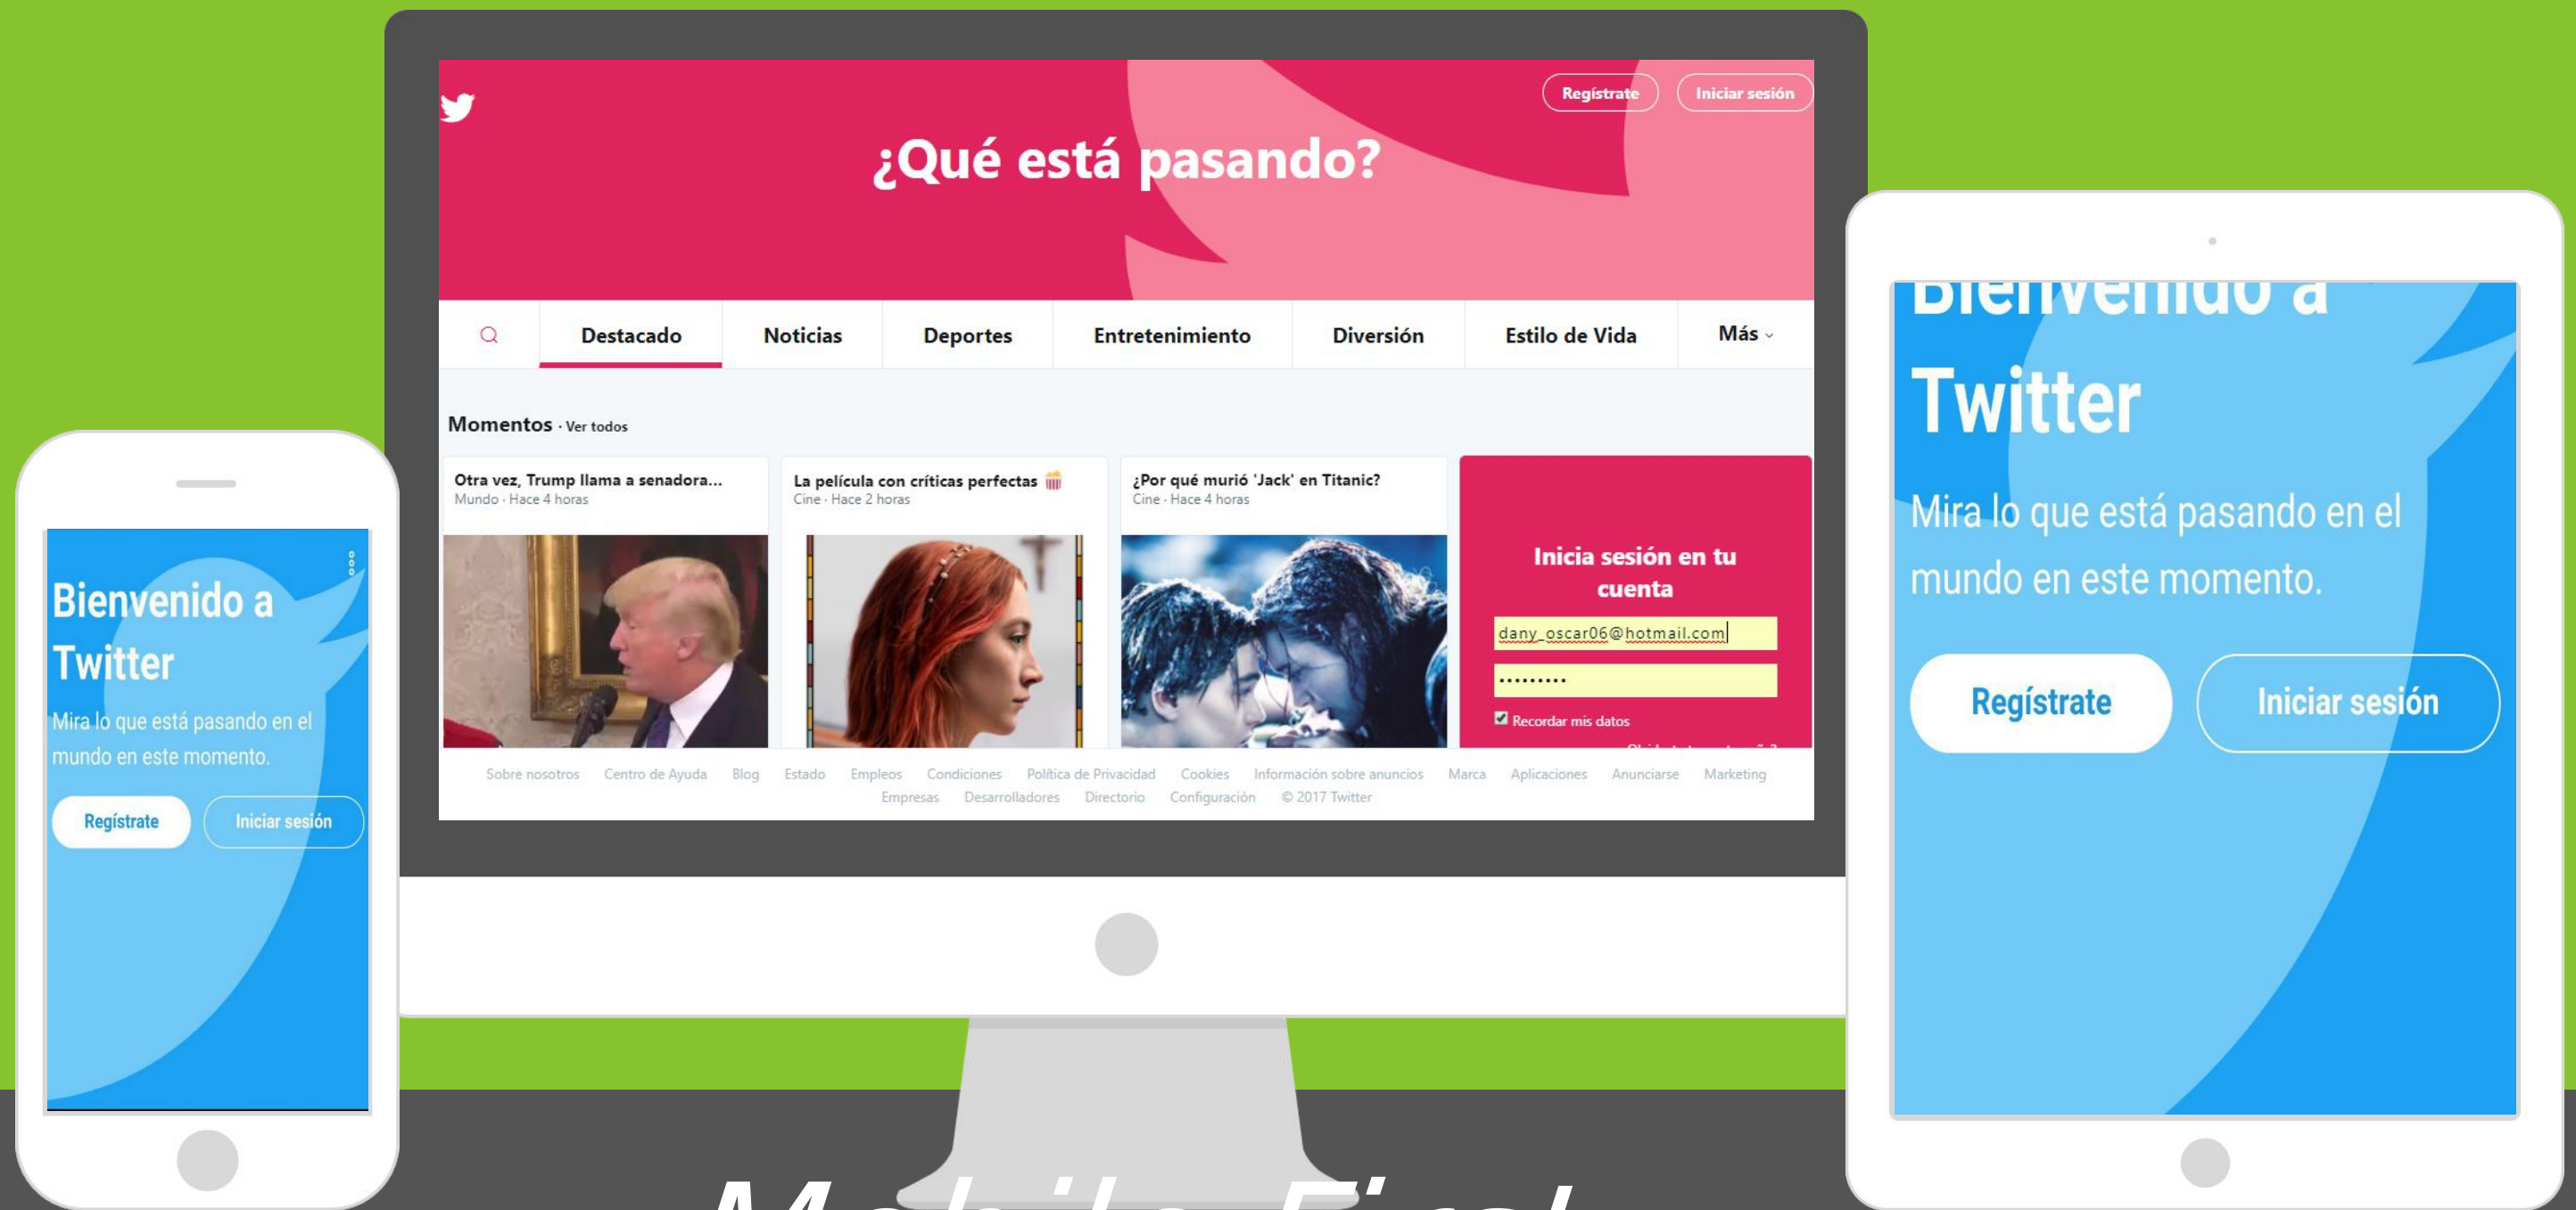 Regístrate
Iniciar sesión
¿Qué está pasando?
Destacado
Noticias
Deportes
Entretenimiento
Diversión
Estilo de Vida
Más
Momentos · Ver todos
Otra vez, Trump llama a senadora...
Mundo · Hace 4 horas
La película con críticas perfectas 🍿
Cine · Hace 2 horas
¿Por qué murió 'Jack' en Titanic?
Cine · Hace 4 horas
Inicia sesión en tu
cuenta
dany_oscar06@hotmail.com
•••••••••
Recordar mis datos
Sobre nosotros Centro de Ayuda Blog Estado Empleos Condiciones Política de Privacidad Cookies Información sobre anuncios Marca Aplicaciones Anunciarse Marketing
Empresas Desarrolladores Directorio Configuración © 2017 Twitter
Bienvenido a
Twitter
Mira lo que está pasando en el
mundo en este momento.
Regístrate
Iniciar sesión
Bienvenido a
Twitter
Mira lo que está pasando en el
mundo en este momento.
Regístrate
Iniciar sesión
Mobile First